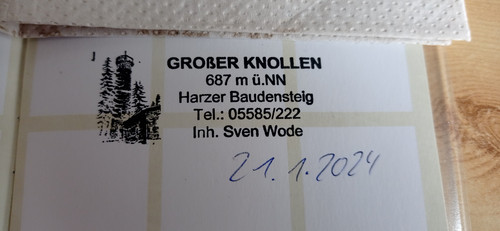 GROßER KNOLLEN
687 m ü.NN
Harzer Baudensteig
Tel.: 05585/222
Inh. Sven Wode
21.1.2024